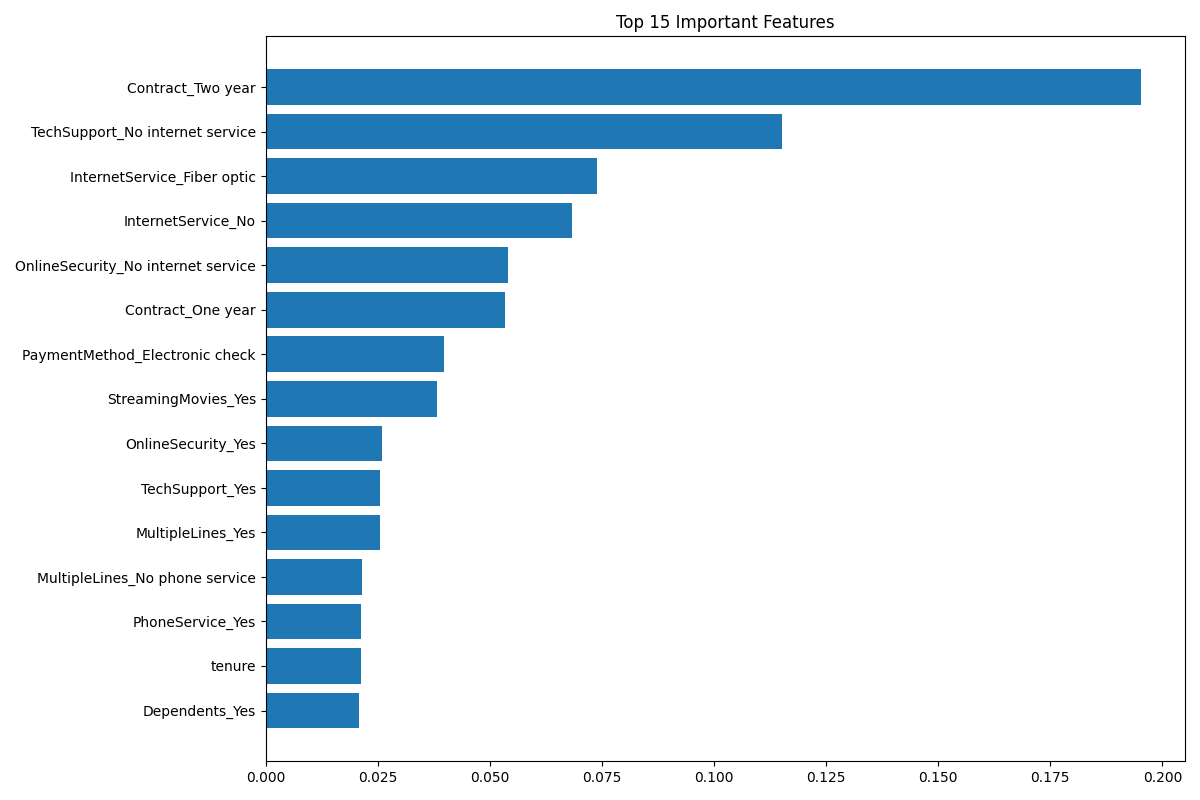 Top 15 Important Features
Contract_Two year
TechSupport_No internet service
InternetService_Fiber optic
InternetService_No
OnlineSecurity_No internet service
Contract_One year
PaymentMethod_Electronic check
StreamingMovies_Yes
OnlineSecurity_Yes
TechSupport_Yes
MultipleLines_Yes
MultipleLines_No phone service
PhoneService_Yes
tenure
Dependents_Yes
0.000 0.025 0.050 0.075 0.100 0.125 0.150 0.175 0.200